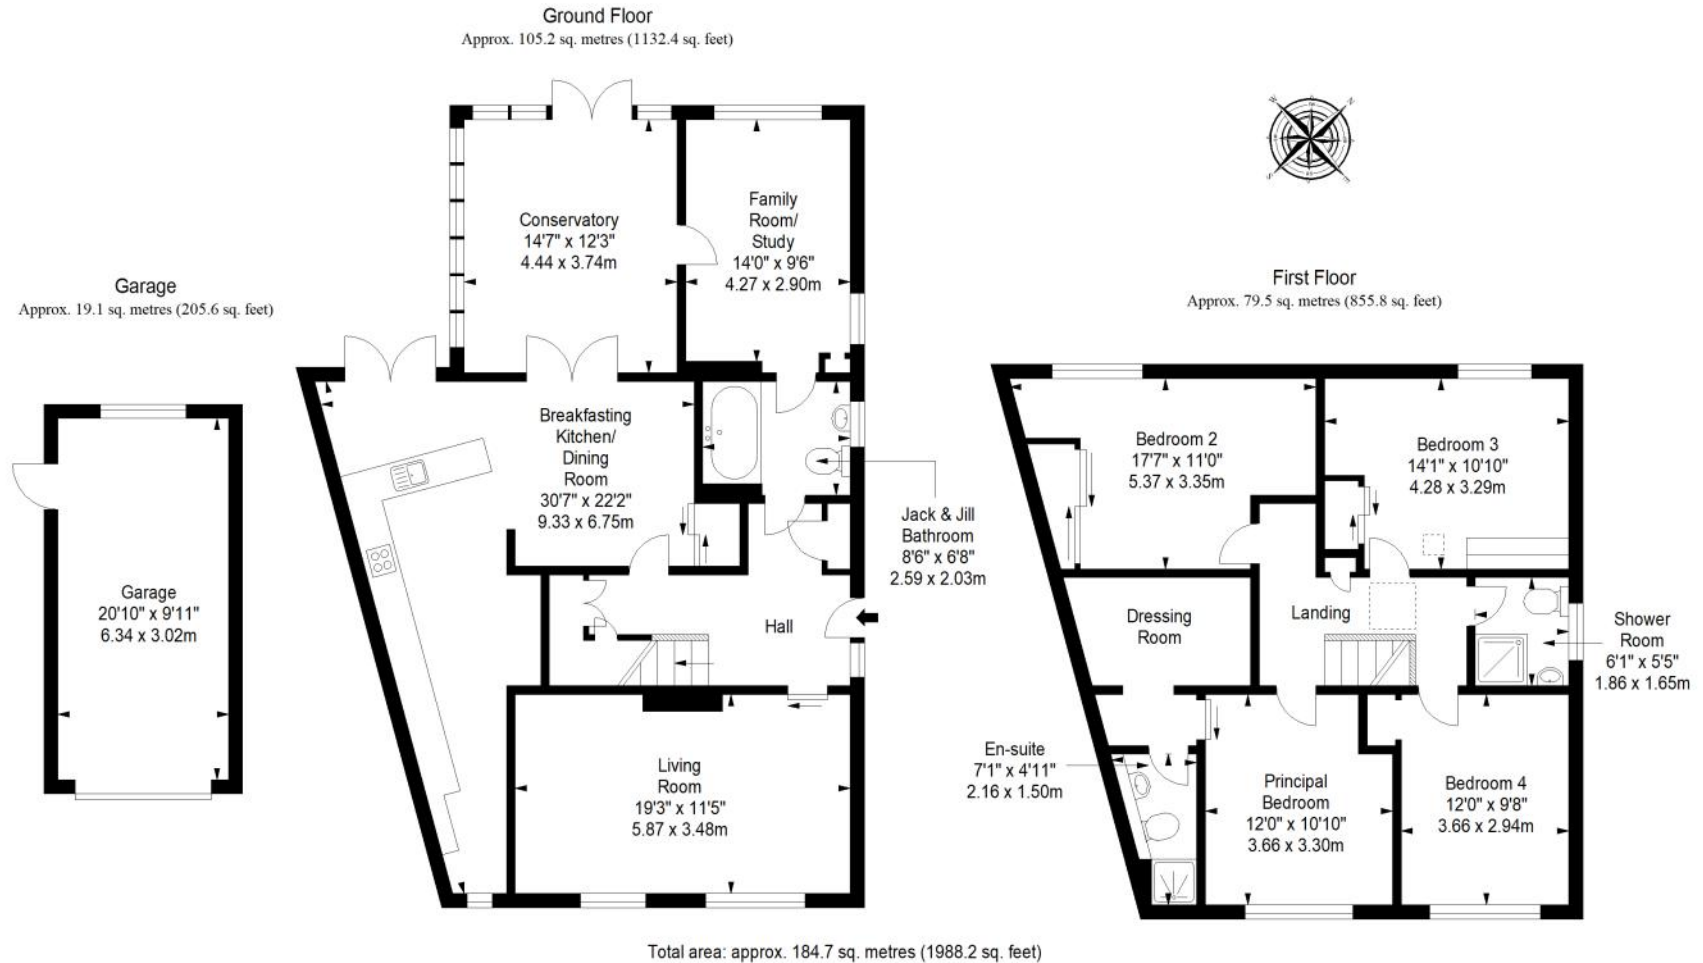 Ground Floor
Approx. 105.2 sq. metres (1132.4 sq. feet)
Conservatory
14'7" x 12'3"
4.44 x 3.74m
Family
Room/
Study
14'0" x 9'6"
4.27 x 2.90m
Garage
Approx. 19.1 sq. metres (205.6 sq. feet)
Garage
20'10" x 9'11"
6.34 x 3.02m
Breakfasting
Kitchen/
Dining
Room
30'7" x 22'2"
9.33 x 6.75m
Jack & Jill
Bathroom
8'6" x 6'8"
2.59 x 2.03m
Hall
Living
Room
19'3" x 11'5"
5.87 x 3.48m
W
N
S
E
First Floor
Approx. 79.5 sq. metres (855.8 sq. feet)
Bedroom 2
17'7" x 11'0"
5.37 x 3.35m
Bedroom 3
14'1" x 10'10"
4.28 x 3.29m
Dressing
Room
Landing
Shower
Room
6'1" x 5'5"
1.86 x 1.65m
En-suite
7'1" x 4'11"
2.16 x 1.50m
Principal
Bedroom
12'0" x 10'10"
3.66 x 3.30m
Bedroom 4
12'0" x 9'8"
3.66 x 2.94m
Total area: approx. 184.7 sq. metres (1988.2 sq. feet)